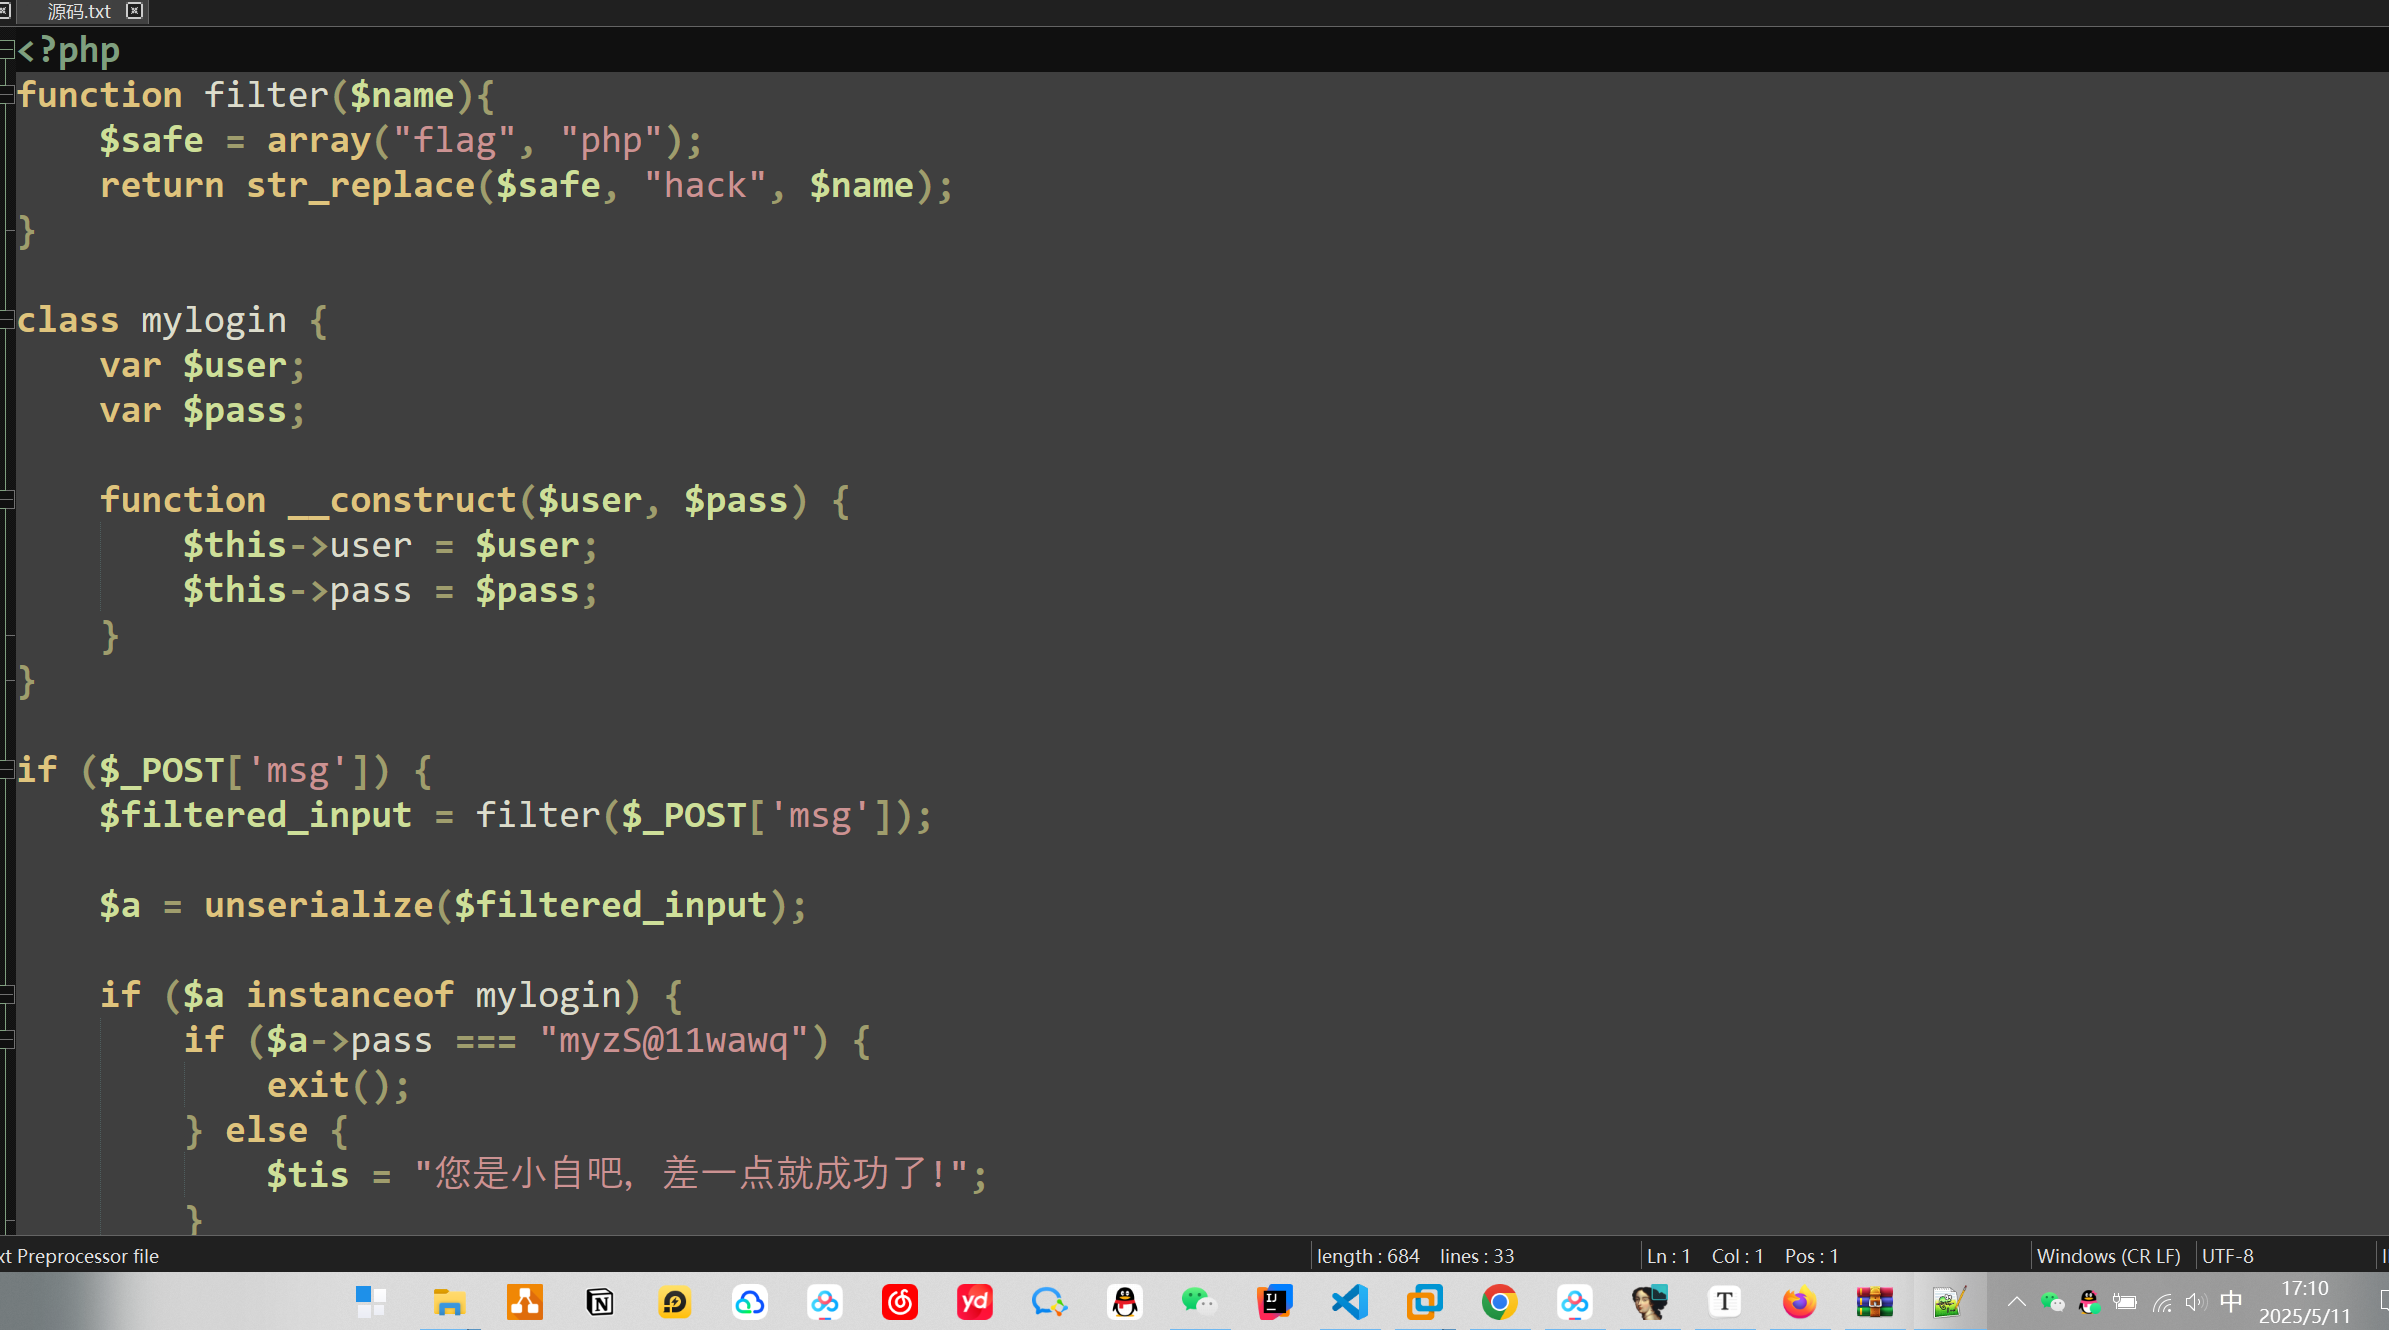 源码.txt
<?php
function filter($name){
    $safe = array("flag", "php");
    return str_replace($safe, "hack", $name);
}
class mylogin {
    var $user;
    var $pass;
    function __construct($user, $pass) {
        $this->user = $user;
        $this->pass = $pass;
    }
}
if ($_POST['msg']) {
    $filtered_input = filter($_POST['msg']);
    $a = unserialize($filtered_input);
    if ($a instanceof mylogin) {
        if ($a->pass === "myzS@11wawq") {
            exit();
        } else {
            $tis = "您是小自吧，差一点就成功了!";
        }
xt Preprocessor file length : 684 lines : 33 Ln : 1 Col : 1 Pos : 1 Windows (CR LF) UTF-8
N yd IJ T 中 17:10
2025/5/11